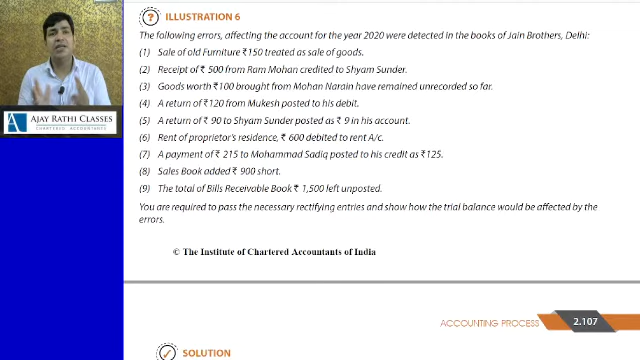 ILLUSTRATION 6
The following errors, affecting the account for the year 2020 were detected in the books of Jain Brothers, Delhi:
(1) Sale of old Furniture ₹150 treated as sale of goods.
(2) Receipt of ₹ 500 from Ram Mohan credited to Shyam Sunder.
(3) Goods worth ₹100 brought from Mohan Narain have remained unrecorded so far.
(4) A return of ₹120 from Mukesh posted to his debit.
(5) A return of ₹ 90 to Shyam Sunder posted as ₹ 9 in his account.
(6) Rent of proprietor's residence, ₹ 600 debited to rent A/c.
(7) A payment of ₹ 215 to Mohammad Sadiq posted to his credit as ₹ 125.
(8) Sales Book added ₹ 900 short.
(9) The total of Bills Receivable Book ₹ 1,500 left unposted.
You are required to pass the necessary rectifying entries and show how the trial balance would be affected by the
errors.
© The Institute of Chartered Accountants of India
AJAY RATHI CLASSES
CHARTERED ACCOUNTANTS
ACCOUNTING PROCESS 2.107
SOLUTION